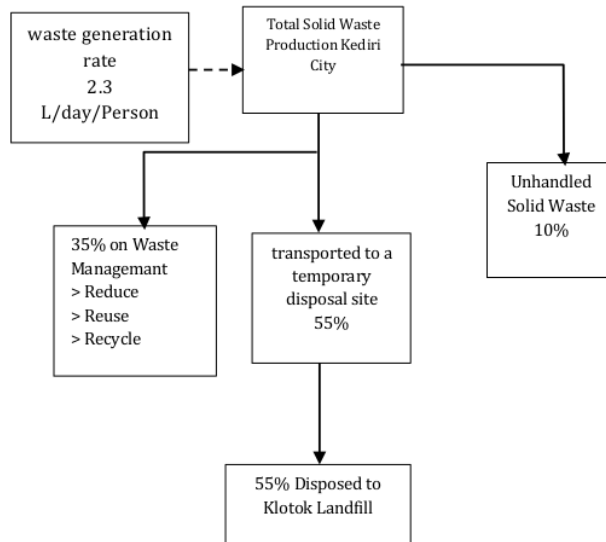 waste generation
rate
2.3
L/day/Person
Total Solid Waste
Production Kediri
City
Unhandled
Solid Waste
10%
35% on Waste
Managemant
> Reduce
> Reuse
> Recycle
transported to a
temporary
disposal site
55%
55% Disposed to
Klotok Landfill